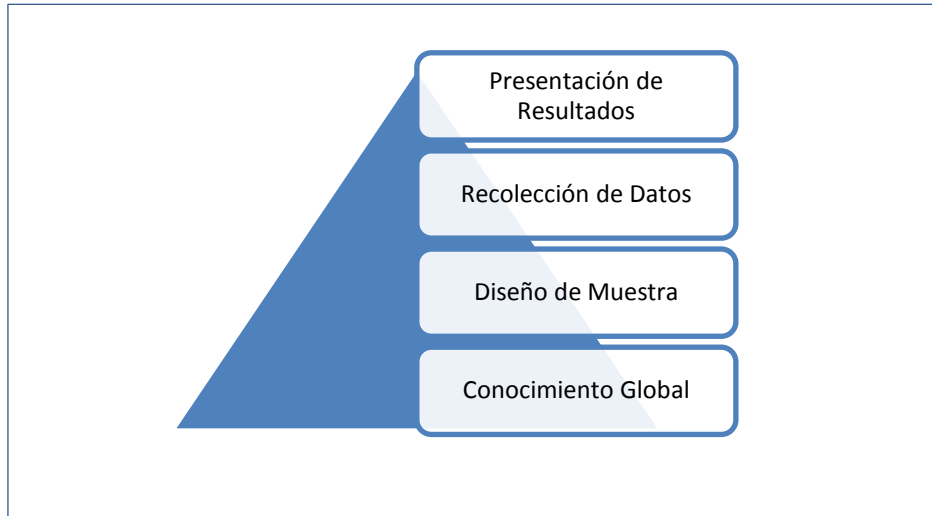 Presentación de
Resultados
Recolección de Datos
Diseño de Muestra
Conocimiento Global